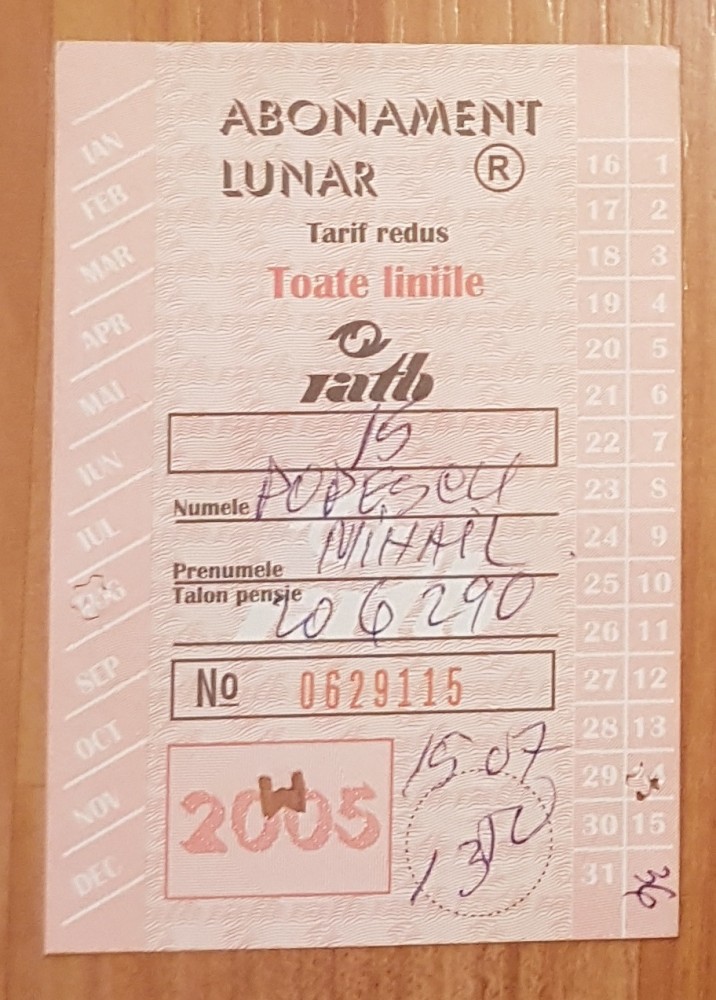 ABONAMENT
LUNAR ®
Tarif redus
Toate liniile
ratb
15
Numele POPESCU
Prenumele MIHAIL
Talon pensie 206290
No 0629115
2005
15 07
IAN
FEB
MAR
APR
MAI
IUN
IUL
AUG
SEP
OCT
NOV
DEC
16 1
17 2
18 3
19 4
20 5
21 6
22 7
23 8
24 9
25 10
26 11
27 12
28 13
29
30 15
31